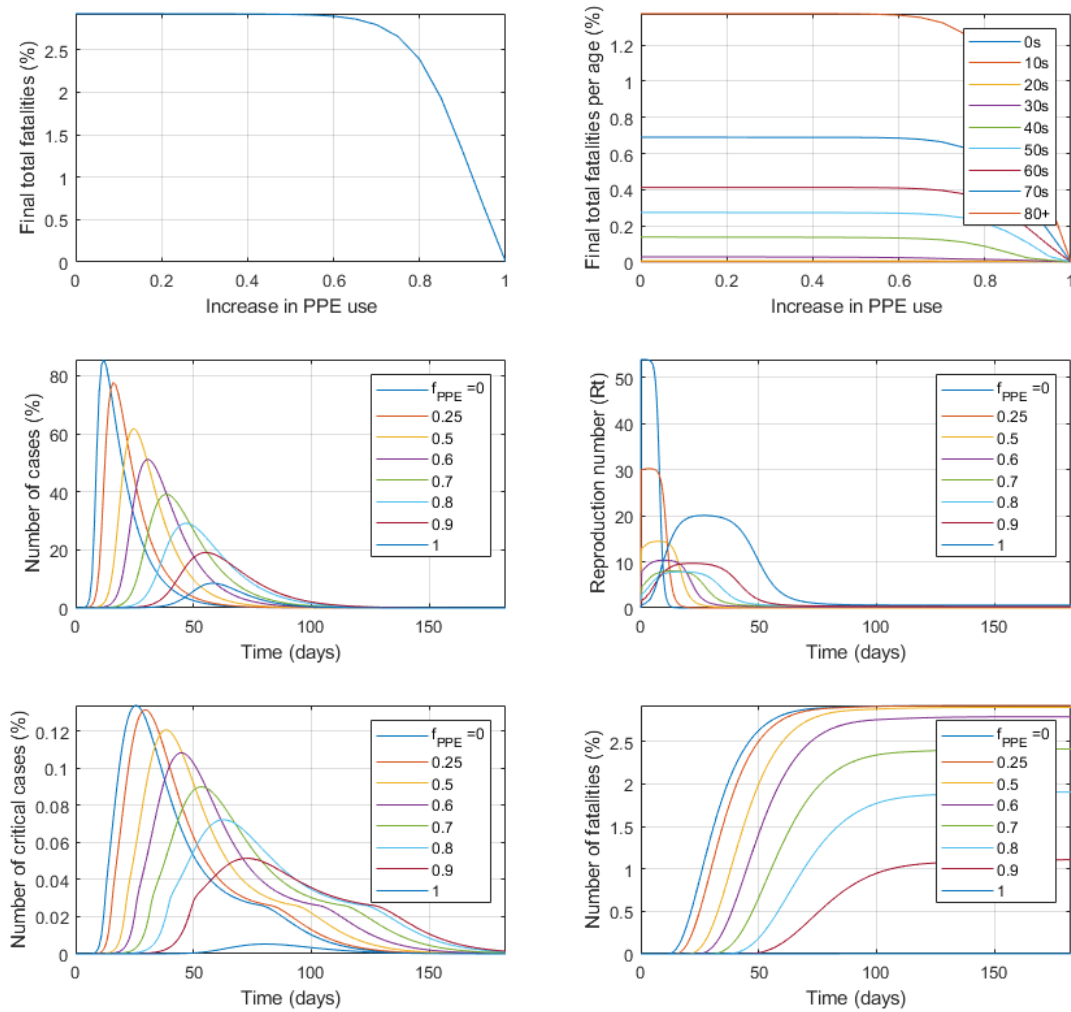 Final total fatalities (%)
2.5
2
1.5
1
0.5
0
0 0.2 0.4 0.6 0.8 1
Increase in PPE use
Final total fatalities per age (%)
1.2
1
0.8
0.6
0.4
0.2
0
0 0.2 0.4 0.6 0.8 1
Increase in PPE use
0s
10s
20s
30s
40s
50s
60s
70s
80+
Number of cases (%)
80
60
40
20
0
0 50 100 150
Time (days)
f_PPE =0
0.25
0.5
0.6
0.7
0.8
0.9
1
Reproduction number (Rt)
50
40
30
20
10
0
0 50 100 150
Time (days)
f_PPE =0
0.25
0.5
0.6
0.7
0.8
0.9
1
Number of critical cases (%)
0.12
0.1
0.08
0.06
0.04
0.02
0
0 50 100 150
Time (days)
f_PPE =0
0.25
0.5
0.6
0.7
0.8
0.9
1
Number of fatalities (%)
2.5
2
1.5
1
0.5
0
0 50 100 150
Time (days)
f_PPE =0
0.25
0.5
0.6
0.7
0.8
0.9
1